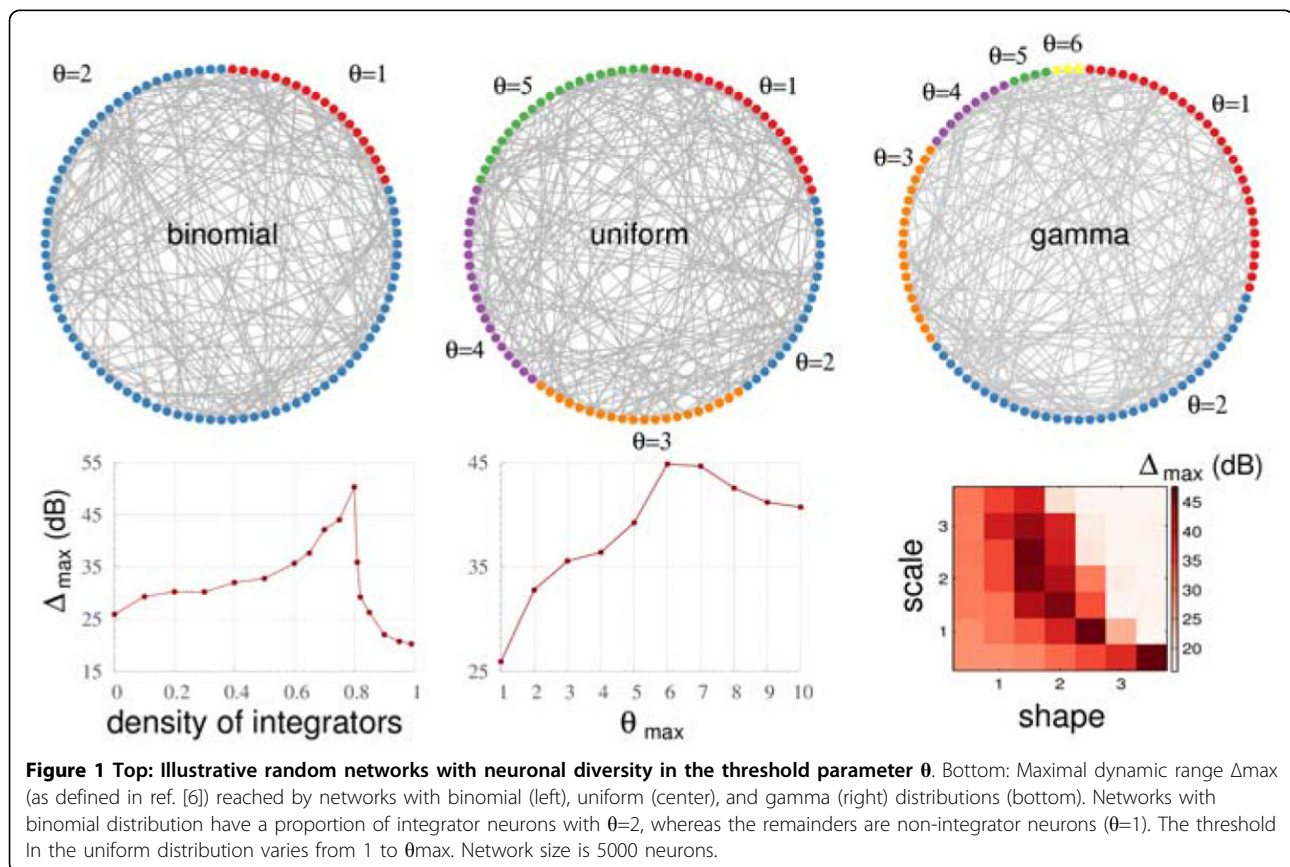 θ=2
θ=1
binomial
θ=5
θ=1
uniform
θ=4
θ=2
θ=3
θ=6
θ=5
θ=4
θ=1
θ=3
gamma
θ=2
55
45
35
25
15
Δmax (dB)
0 0.2 0.4 0.6 0.8 1
density of integrators
45
35
25
1 2 3 4 5 6 7 8 9 10
θmax
Δmax (dB)
45
40
35
30
25
20
3
2
1
scale
1 2 3
shape
Figure 1 Top: Illustrative random networks with neuronal diversity in the threshold parameter θ. Bottom: Maximal dynamic range Δmax
(as defined in ref. [6]) reached by networks with binomial (left), uniform (center), and gamma (right) distributions (bottom). Networks with
binomial distribution have a proportion of integrator neurons with θ=2, whereas the remainders are non-integrator neurons (θ=1). The threshold
In the uniform distribution varies from 1 to θmax. Network size is 5000 neurons.